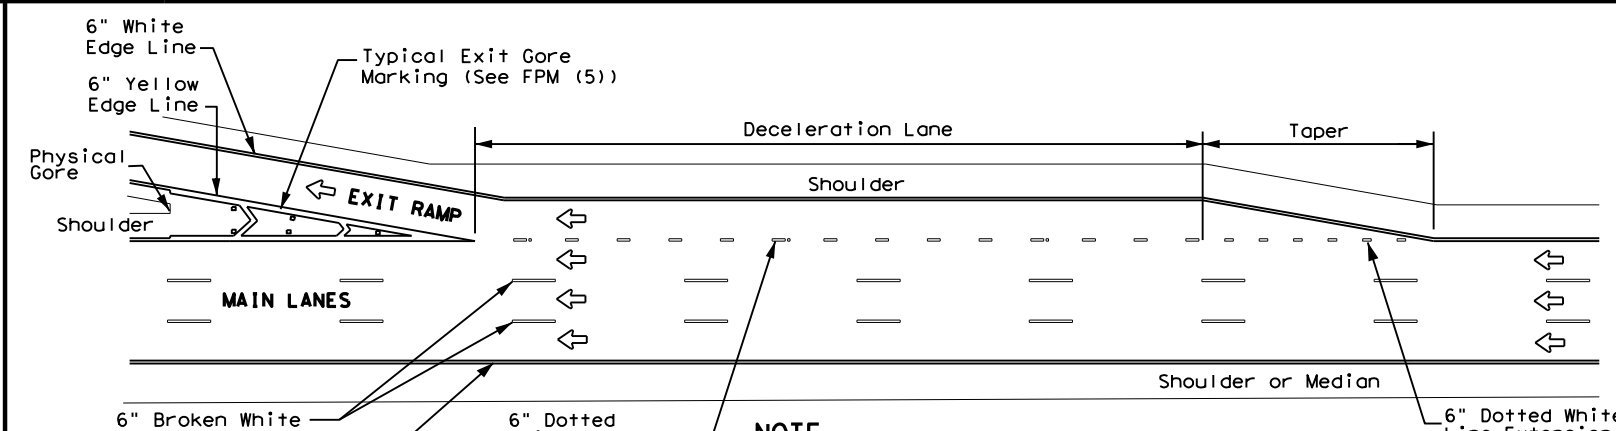 6" White
Edge Line
6" Yellow
Edge Line
Typical Exit Gore
Marking (See FPM (5))
Physical
Gore
Shoulder
EXIT RAMP
Deceleration Lane
Taper
Shoulder
MAIN LANES
Shoulder or Median
6" Broken White
6" Dotted
NOTE
6" Dotted White
Line Extension